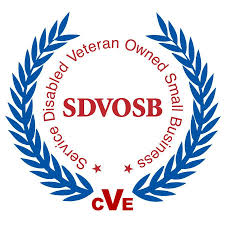 Service Disabled Veteran Owned Small Business
SDVOSB
CVE